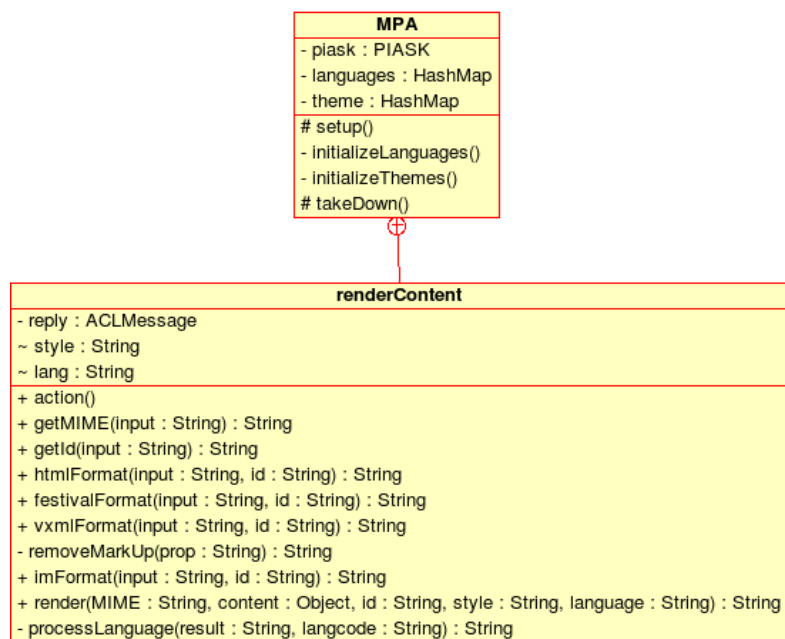 MPA
- piask : PIASK
- languages : HashMap
- theme : HashMap
# setup()
- initializeLanguages()
- initializeThemes()
# takeDown()
renderContent
- reply : ACLMessage
~ style : String
~ lang : String
+ action()
+ getMIME(input : String) : String
+ getId(input : String) : String
+ htmlFormat(input : String, id : String) : String
+ festivalFormat(input : String, id : String) : String
+ vxmlFormat(input : String, id : String) : String
- removeMarkUp(prop : String) : String
+ imFormat(input : String, id : String) : String
+ render(MIME : String, content : Object, id : String, style : String, language : String) : String
- processLanguage(result : String, langcode : String) : String